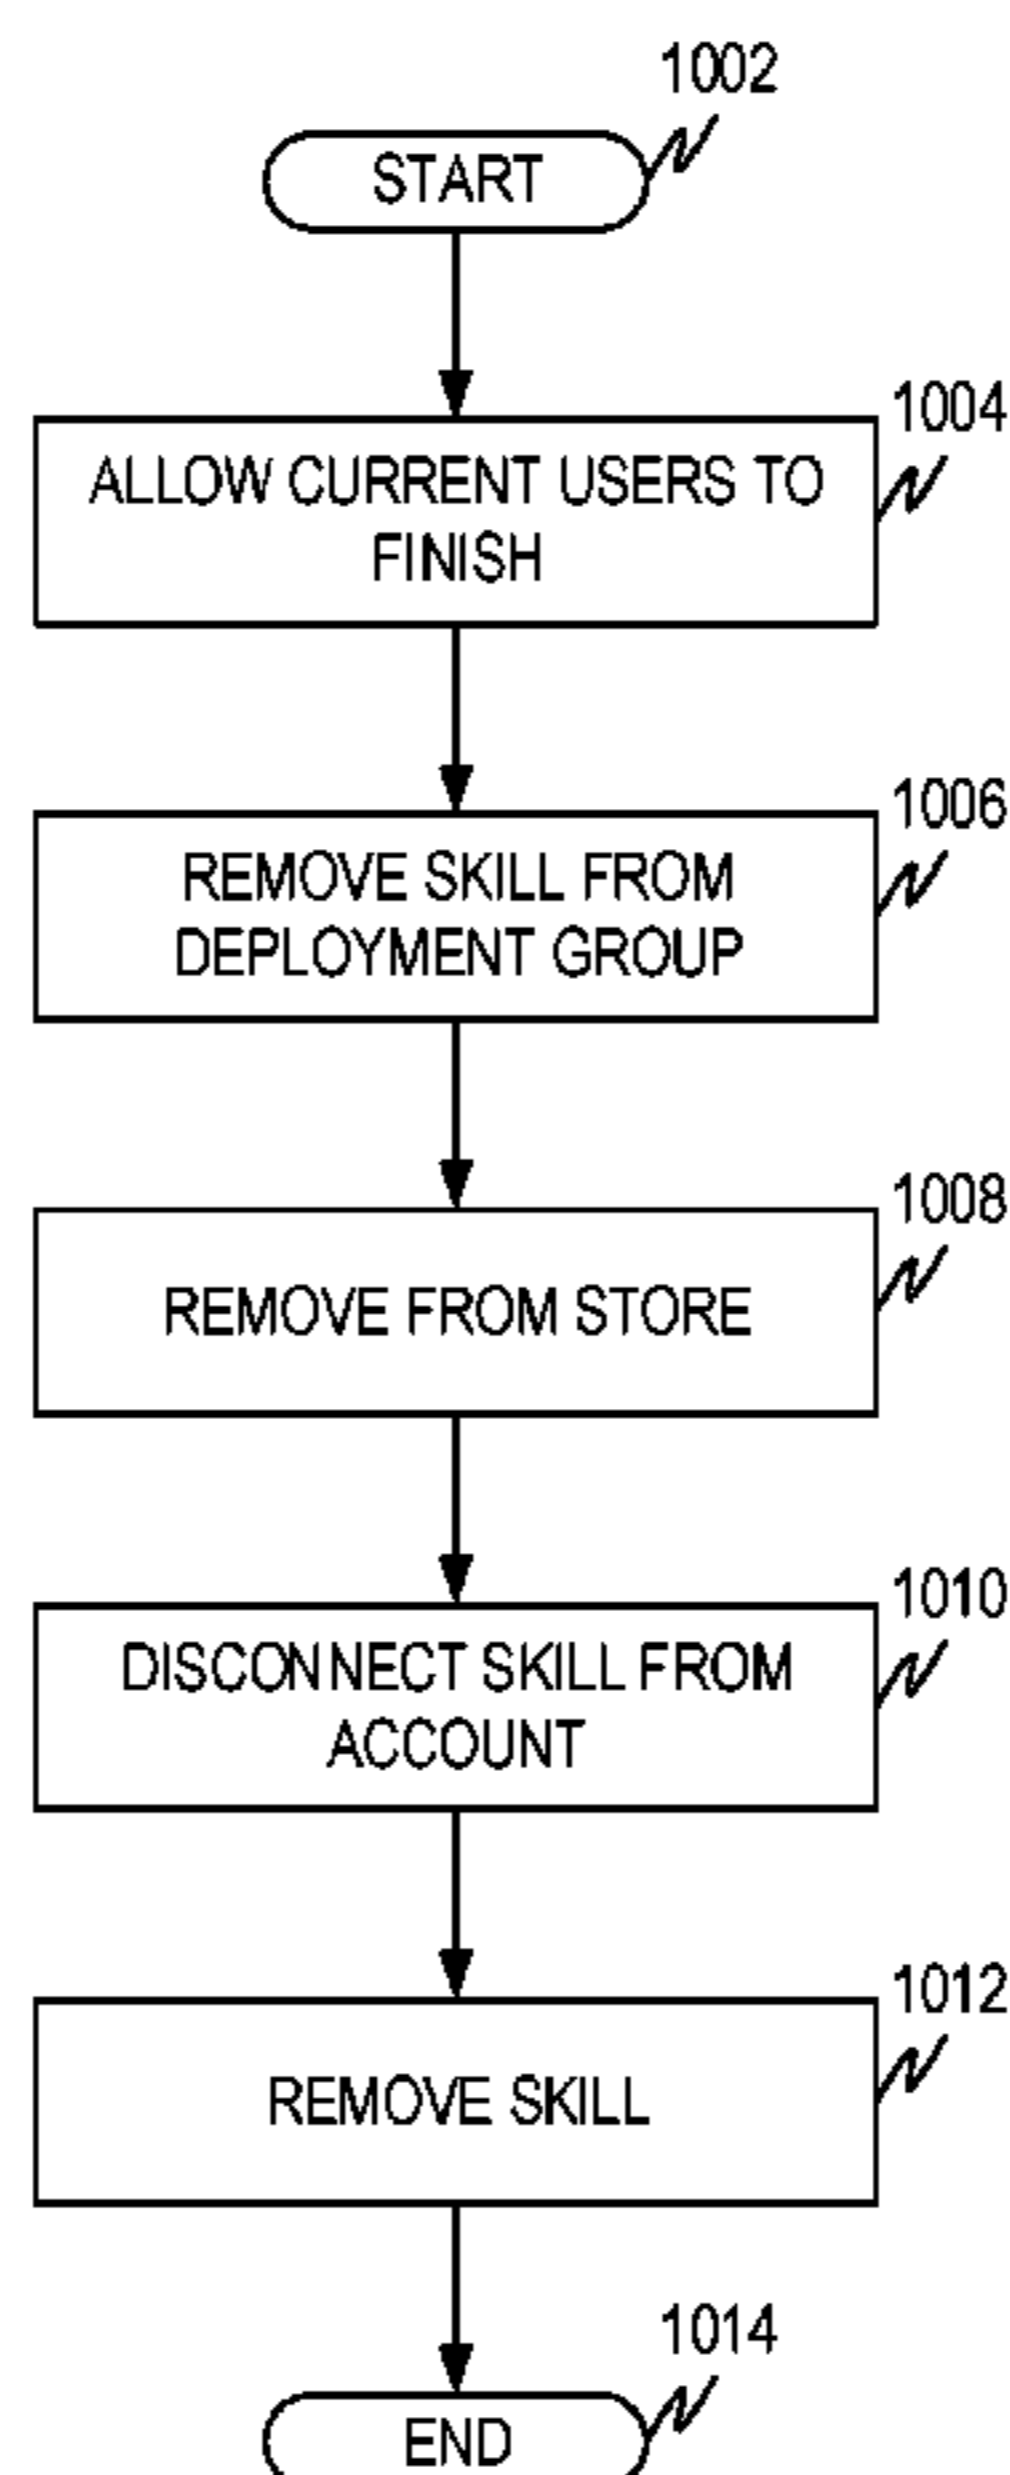 1002
START
1004
ALLOW CURRENT USERS TO
FINISH
1006
REMOVE SKILL FROM
DEPLOYMENT GROUP
1008
REMOVE FROM STORE
1010
DISCONNECT SKILL FROM
ACCOUNT
1012
REMOVE SKILL
1014
END